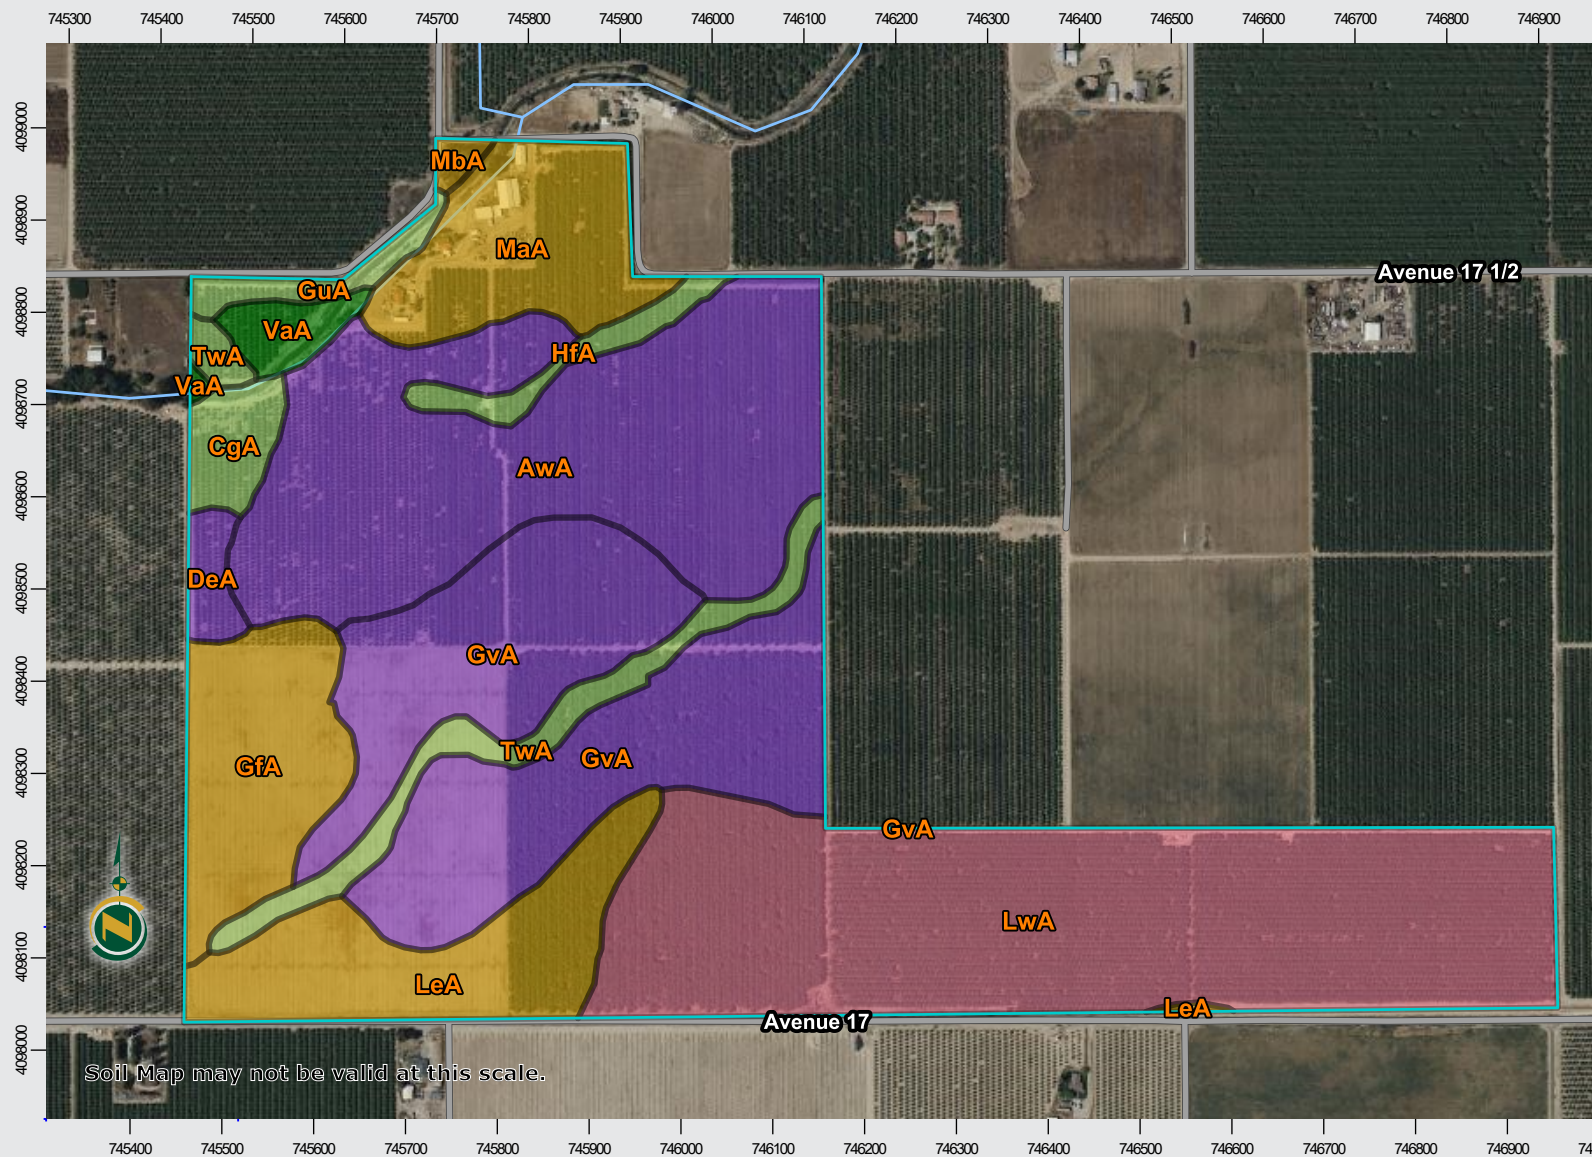 745300 745400 745500 745600 745700 745800 745900 746000 746100 746200 746300 746400 746500 746600 746700 746800 746900
4099000
MbA
4098900
MaA
Avenue 17 1/2
GuA
4098800
VaA
HfA
TwA
VaA
4098700
CgA
AwA
4098600
DeA
4098500
GvA
4098400
TwA
GvA
GfA
4098300
GvA
4098200
LwA
4098100
LeA
LeA
Avenue 17
4098000
Soil Map may not be valid at this scale.
745400 745500 745600 745700 745800 745900 746000 746100 746200 746300 746400 746500 746600 746700 746800 746900